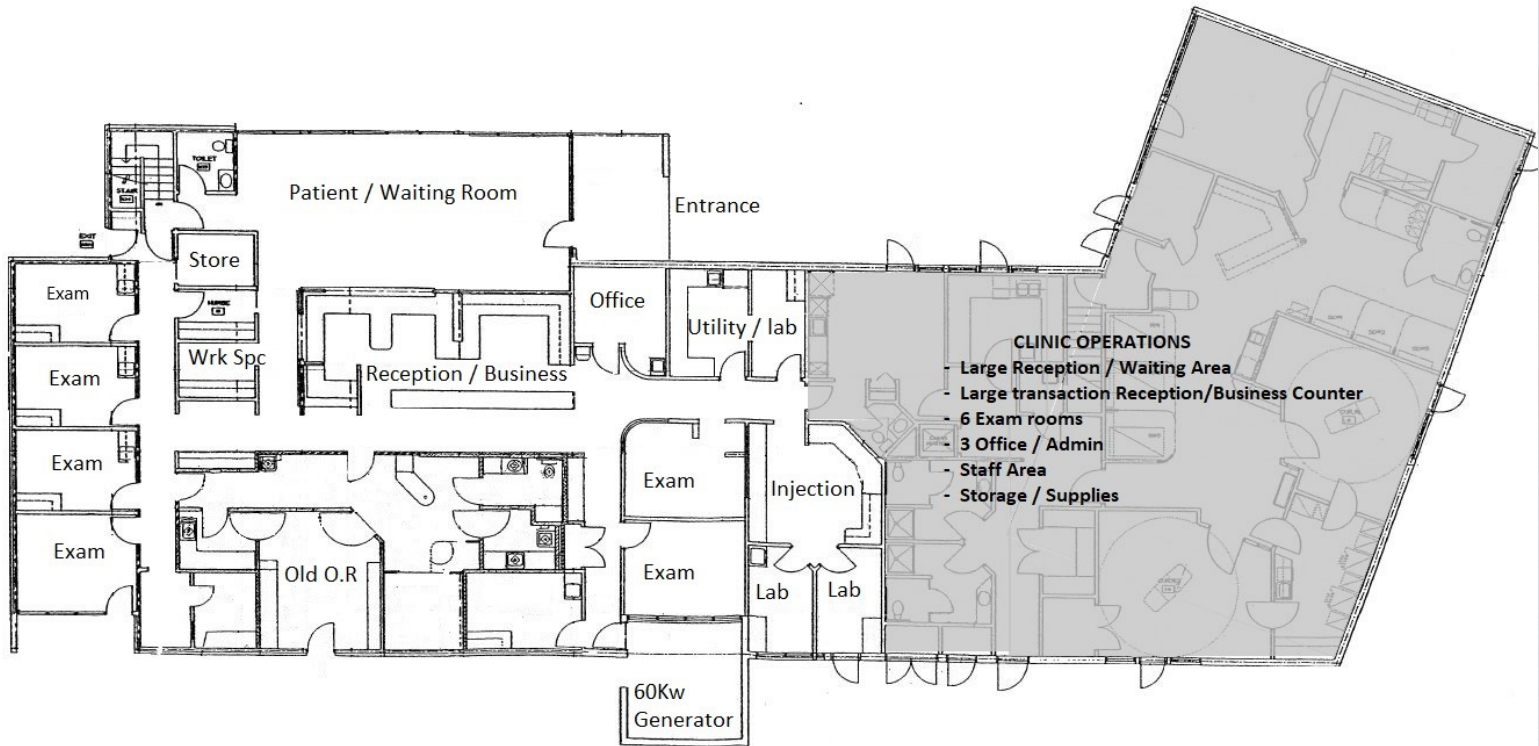 TOILET
STAIR
Patient / Waiting Room
Entrance
EXIT
Store
Exam
NURSE
Office
Utility / lab
Wrk Spc
Reception / Business
Exam
CLINIC OPERATIONS
- Large Reception / Waiting Area
- Large transaction Reception/Business Counter
- 6 Exam rooms
- 3 Office / Admin
- Staff Area
- Storage / Supplies
Exam
Exam
Injection
Exam
Old O.R
Exam
Lab
Lab
60Kw
Generator